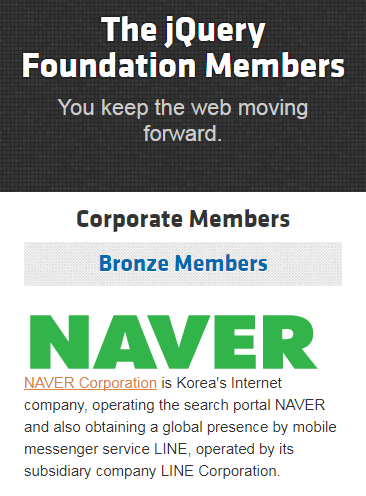 The jQuery
Foundation Members
You keep the web moving
forward.
Corporate Members
Bronze Members
NAVER
NAVER Corporation is Korea's Internet
company, operating the search portal NAVER
and also obtaining a global presence by mobile
messenger service LINE, operated by its
subsidiary company LINE Corporation.